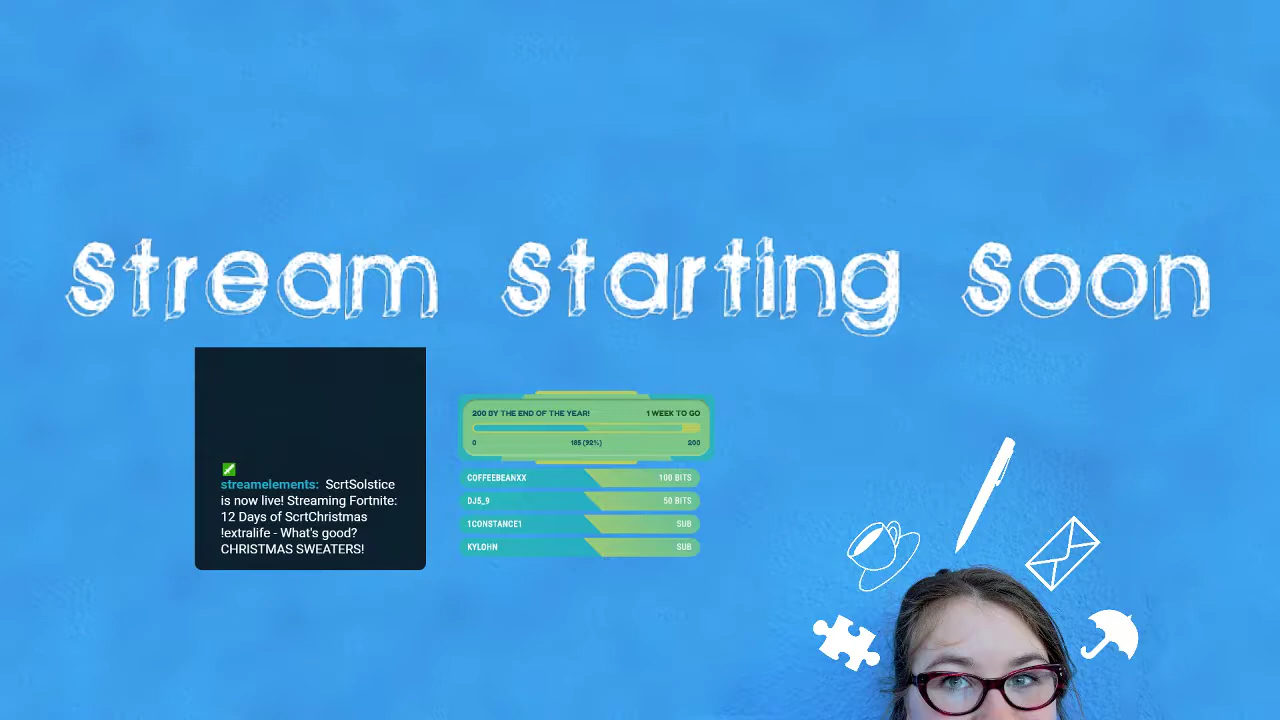 Stream Starting Soon
streamelements: ScrtSolstice
is now live! Streaming Fortnite:
12 Days of ScrtChristmas
!extralife - What's good?
CHRISTMAS SWEATERS!
200 BY THE END OF THE YEAR! 1 WEEK TO GO
0 185 (92%) 200
COFFEEBEANXX 100 BITS
DJ5_9 50 BITS
1CONSTANCE1 SUB
KYLOHN SUB